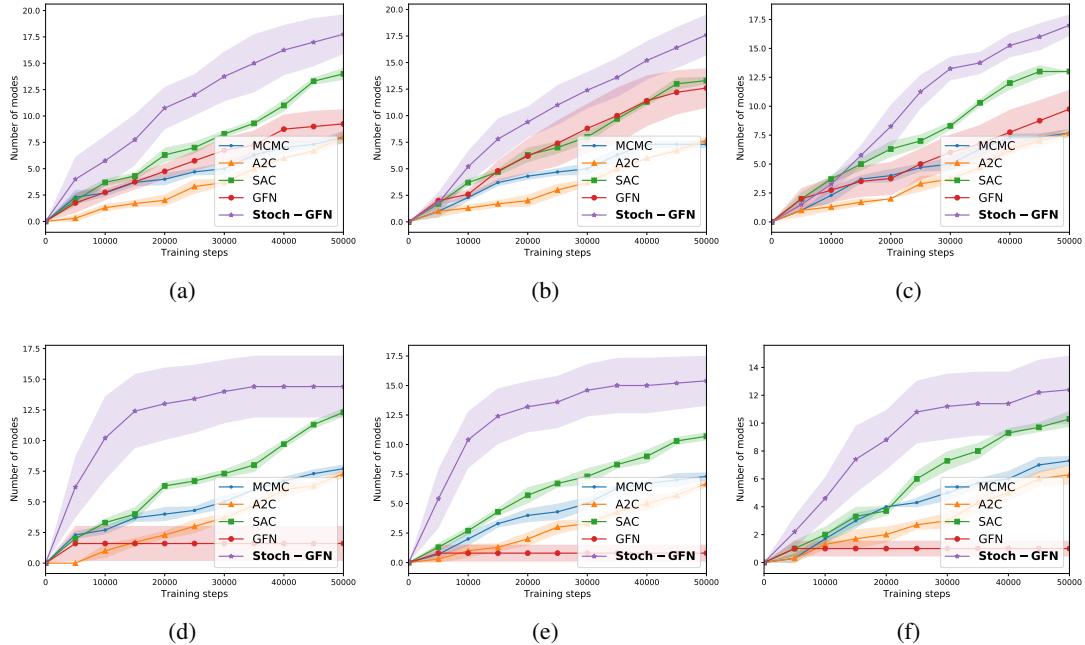 20.0
17.5
15.0
12.5
10.0
7.5
5.0
2.5
0.0
Number of modes
0 10000 20000 30000 40000 50000
Training steps
MCMC
A2C
SAC
GFN
Stoch – GFN
(a)
20.0
17.5
15.0
12.5
10.0
7.5
5.0
2.5
0.0
Number of modes
0 10000 20000 30000 40000 50000
Training steps
MCMC
A2C
SAC
GFN
Stoch – GFN
(b)
17.5
15.0
12.5
10.0
7.5
5.0
2.5
0.0
Number of modes
0 10000 20000 30000 40000 50000
Training steps
MCMC
A2C
SAC
GFN
Stoch – GFN
(c)
17.5
15.0
12.5
10.0
7.5
5.0
2.5
0.0
Number of modes
0 10000 20000 30000 40000 50000
Training steps
MCMC
A2C
SAC
GFN
Stoch – GFN
(d)
17.5
15.0
12.5
10.0
7.5
5.0
2.5
0.0
Number of modes
0 10000 20000 30000 40000 50000
Training steps
MCMC
A2C
SAC
GFN
Stoch – GFN
(e)
14
12
10
8
6
4
2
0
Number of modes
0 10000 20000 30000 40000 50000
Training steps
MCMC
A2C
SAC
GFN
Stoch – GFN
(f)